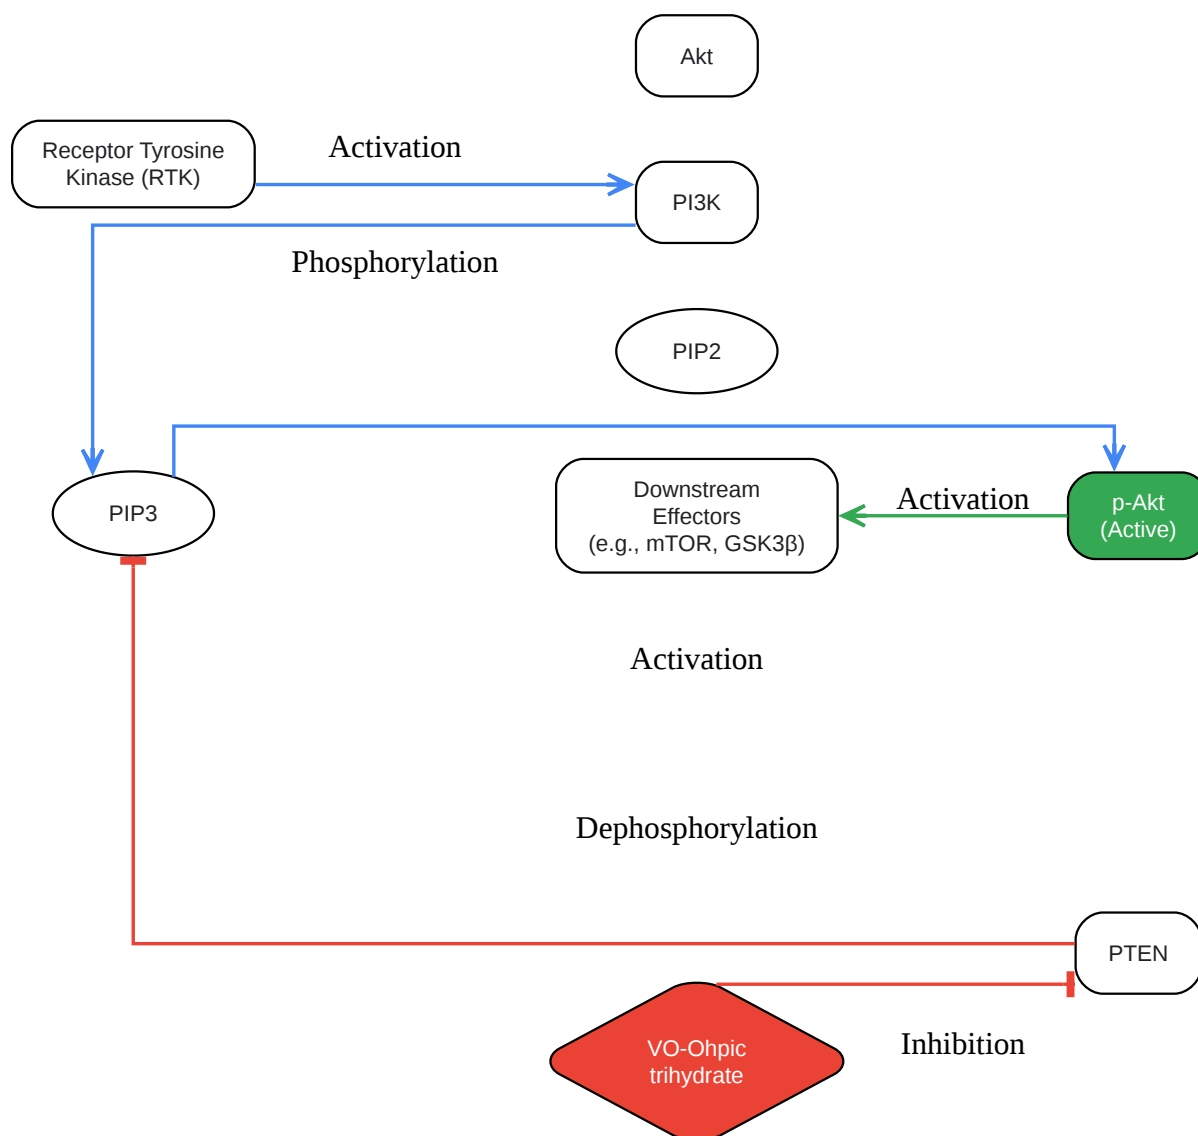 Akt
Receptor Tyrosine
Kinase (RTK)
Activation
PI3K
Phosphorylation
PIP2
PIP3
Downstream
Effectors
(e.g., mTOR, GSK3β)
Activation
p-Akt
(Active)
Activation
Dephosphorylation
PTEN
VO-Ohpic
trihydrate
Inhibition